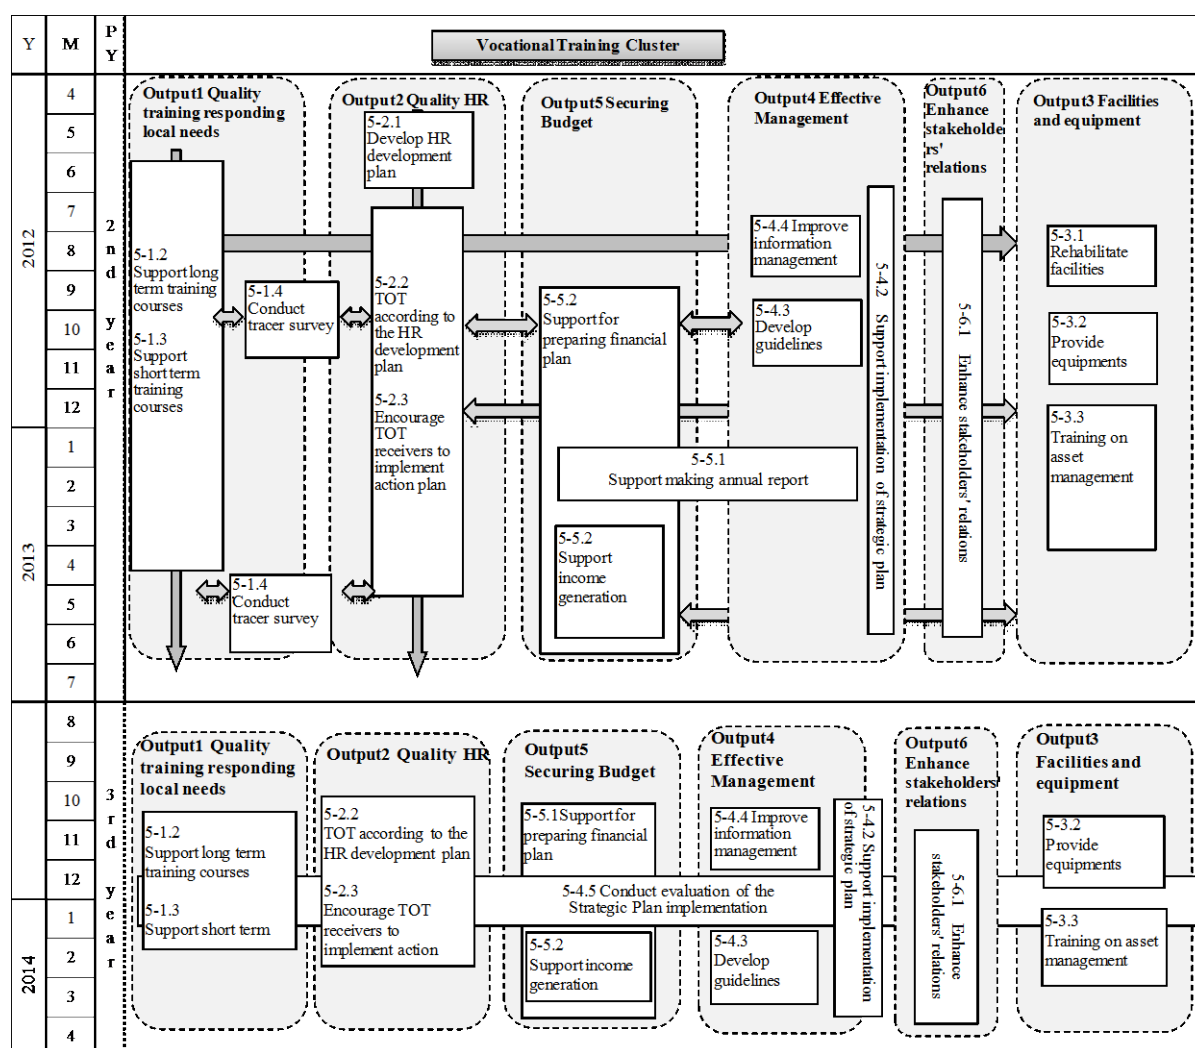 Y
M
P
Y
Vocational Training Cluster
2012
2013
4
5
6
7
8
9
10
11
12
1
2
3
4
5
6
7
2
n
d
y
e
a
r
Output1 Quality
training responding
local needs
5-1.2
Support long
term training
courses
5-1.3
Support
short term
training
courses
5-1.4
Conduct
tracer survey
5-1.4
Conduct
tracer survey
Output2 Quality HR
5-2.1
Develop HR
development
plan
5-2.2
TOT
according to
the HR
development
plan
5-2.3
Encourage
TOT
receivers to
implement
action plan
Output5 Securing
Budget
5-5.2
Support for
preparing financial
plan
5-5.1
Support making annual report
5-5.2
Support
income
generation
Output4 Effective
Management
5-4.4 Improve
information
management
5-4.3
Develop
guidelines
5-4.2 Support implementation of strategic plan
Output6
Enhance
stakeholde
rs'
relations
5-6.1 Enhance stakeholders' relations
Output3 Facilities
and equipment
5-3.1
Rehabilitate
facilities
5-3.2
Provide
equipments
5-3.3
Training on
asset
management
2014
8
9
10
11
12
1
2
3
4
3
r
d
y
e
a
r
Output1 Quality
training responding
local needs
5-1.2
Support long term
training courses
5-1.3
Support short term
Output2 Quality HR
5-2.2
TOT according to the
HR development plan
5-2.3
Encourage TOT
receivers to
implement action
Output5
Securing Budget
5-5.1Support for
preparing financial
plan
5-4.5 Conduct evaluation of the
Strategic Plan implementation
5-5.2
Support income
generation
Output4
Effective
Management
5-4.4 Improve
information
management
5-4.3
Develop
guidelines
5-4.2 Support implementation
of strategic plan
Output6
Enhance
stakeholders'
relations
5-6.1 Enhance
stakeholders' relations
Output3
Facilities and
equipment
5-3.2
Provide
equipments
5-3.3
Training on asset
management